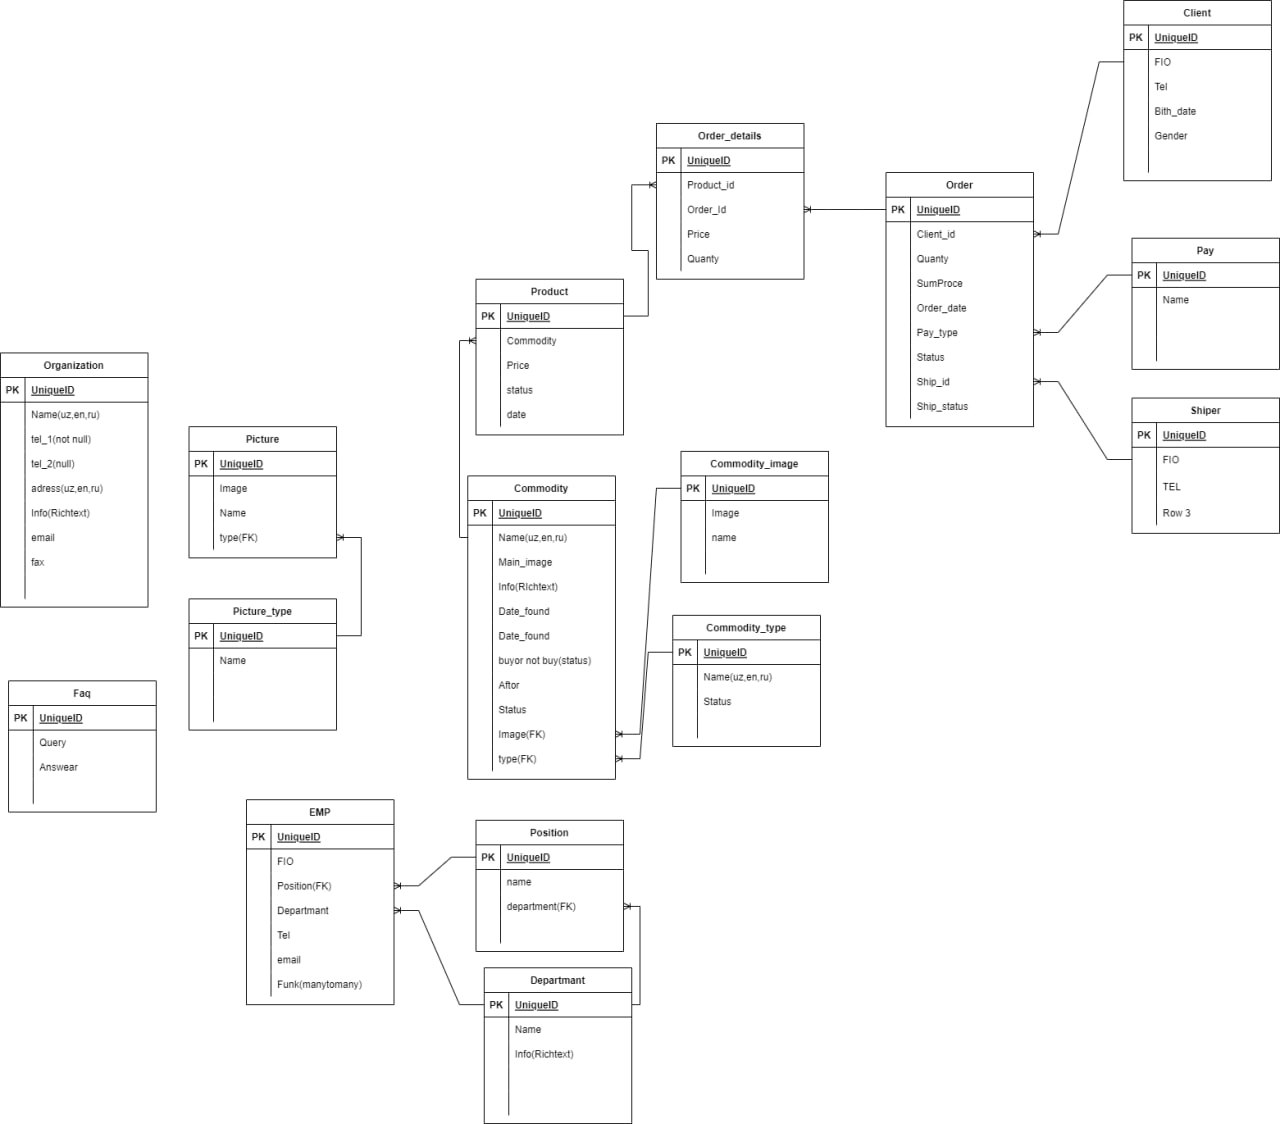 Client
PK UniqueID
FIO
Tel
Bith_date
Gender
Order_details
PK UniqueID
Product_id
Order_Id
Price
Quanty
Order
PK UniqueID
Client_id
Quanty
SumProce
Order_date
Pay_type
Status
Ship_id
Ship_status
Pay
PK UniqueID
Name
Shiper
PK UniqueID
FIO
TEL
Row 3
Product
PK UniqueID
Commodity
Price
status
date
Organization
PK UniqueID
Name(uz,en,ru)
tel_1(not null)
tel_2(null)
adress(uz,en,ru)
Info(Richtext)
email
fax
Picture
PK UniqueID
Image
Name
type(FK)
Picture_type
PK UniqueID
Name
Commodity
PK UniqueID
Name(uz,en,ru)
Main_image
Info(RIchtext)
Date_found
Date_found
buyor not buy(status)
Aftor
Status
Image(FK)
type(FK)
Commodity_image
PK UniqueID
Image
name
Commodity_type
PK UniqueID
Name(uz,en,ru)
Status
Faq
PK UniqueID
Query
Answear
EMP
PK UniqueID
FIO
Position(FK)
Departmant
Tel
email
Funk(manytomany)
Position
PK UniqueID
name
department(FK)
Departmant
PK UniqueID
Name
Info(Richtext)